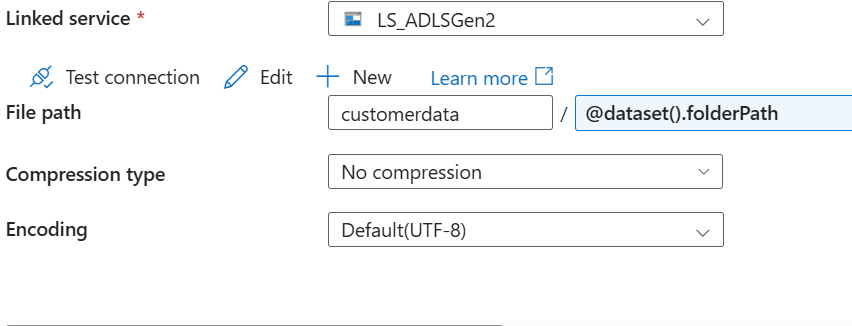 Linked service * LS_ADLSGen2
Test connection Edit New Learn more
File path customerdata / @dataset().folderPath
Compression type No compression
Encoding Default(UTF-8)